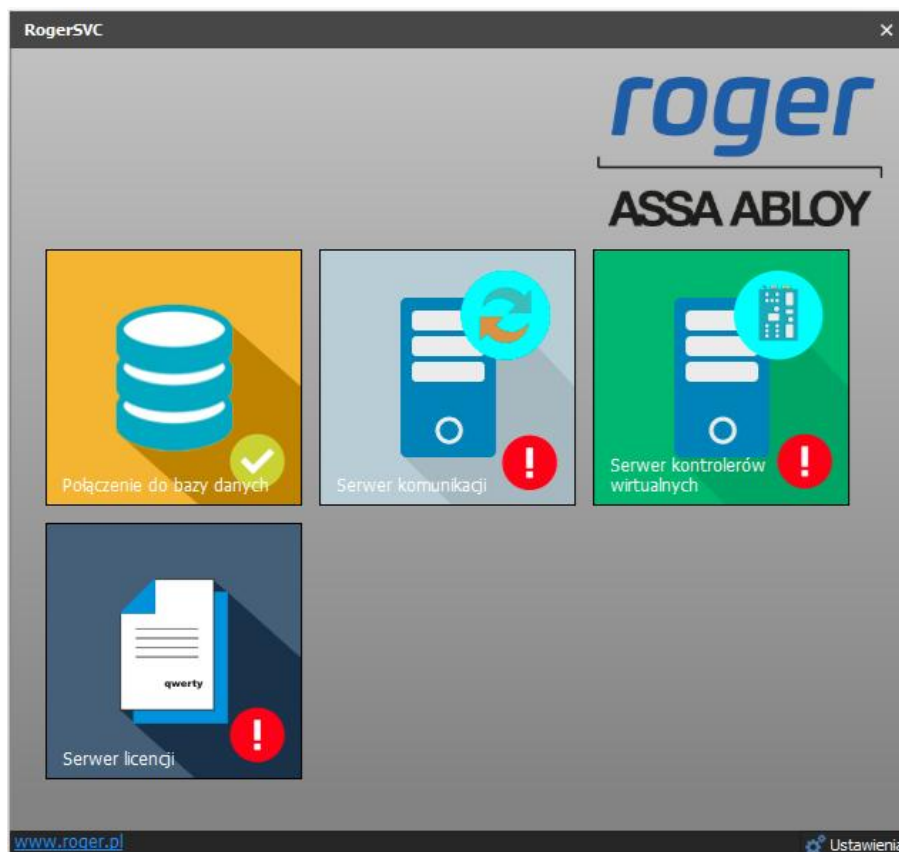 RogerSVC
roger
ASSA ABLOY
Połączenie do bazy danych
Serwer komunikacji
Serwer kontrolerów
wirtualnych
qwerty
Serwer licencji
www.roger.pl
Ustawienia